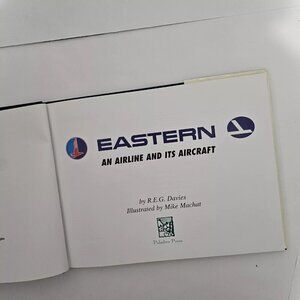 EASTERN
AN AIRLINE AND ITS AIRCRAFT
by R.E.G. Davies
Illustrated by Mike Machat
Paladwr Press